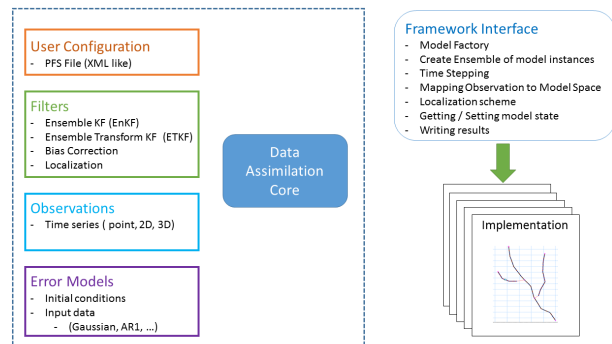 User Configuration
- PFS File (XML like)
Filters
- Ensemble KF (EnKF)
- Ensemble Transform KF (ETKF)
- Bias Correction
- Localization
Observations
- Time series ( point, 2D, 3D)
Error Models
- Initial conditions
- Input data
- (Gaussian, AR1, ...)
Data
Assimilation
Core
Framework Interface
- Model Factory
- Create Ensemble of model instances
- Time Stepping
- Mapping Observation to Model Space
- Localization scheme
- Getting / Setting model state
- Writing results
Implementation